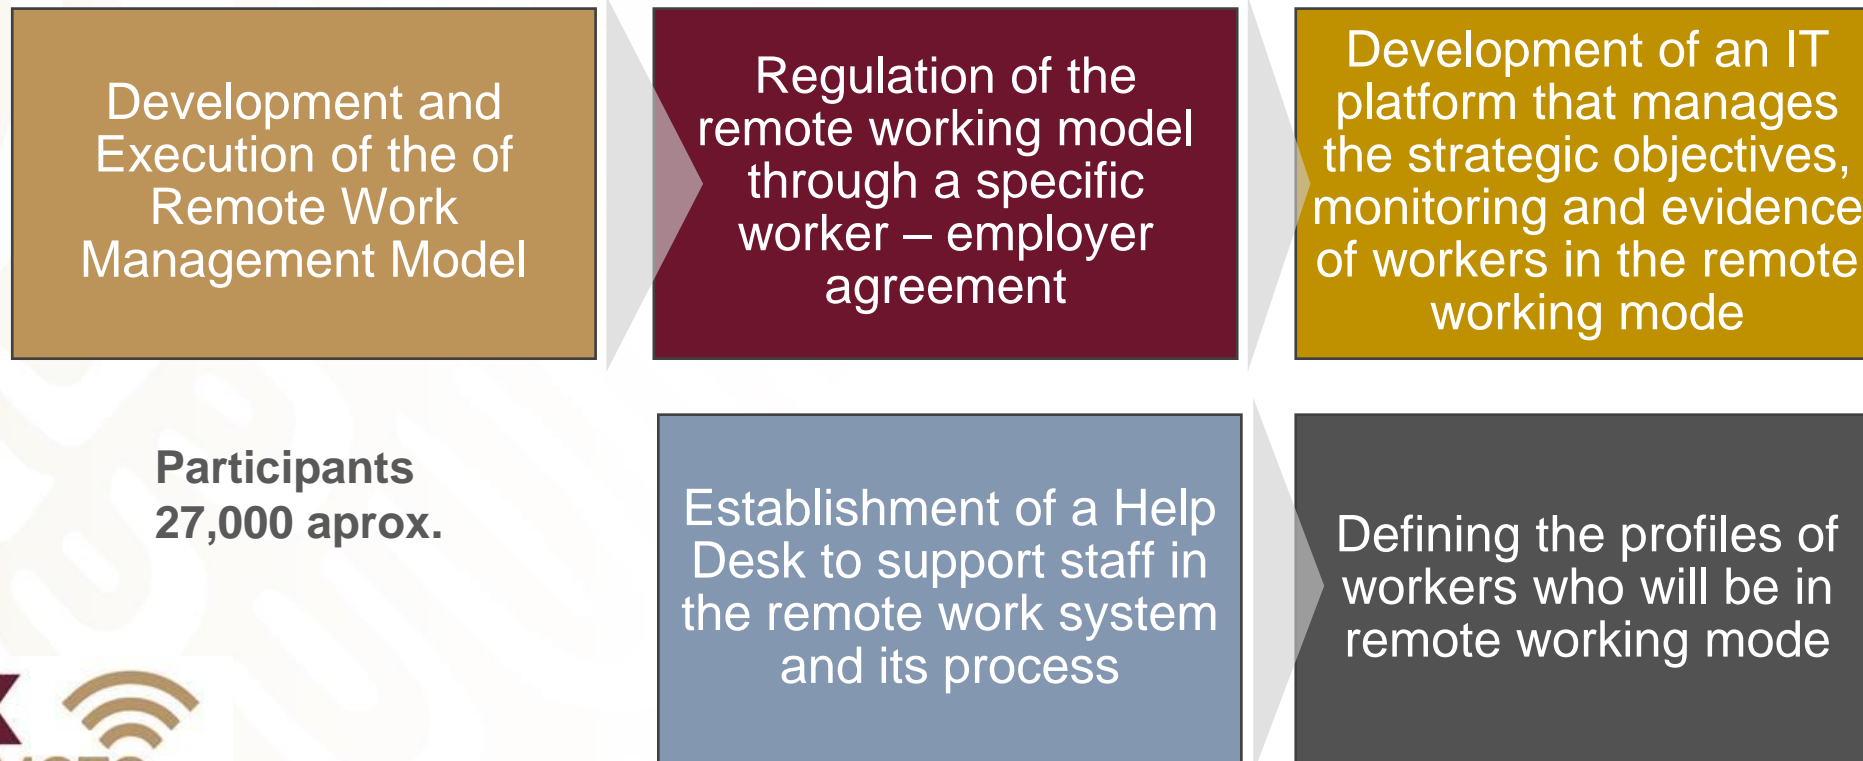 Development and
Execution of the of
Remote Work
Management Model
Regulation of the
remote working model
through a specific
worker – employer
agreement
Development of an IT
platform that manages
the strategic objectives,
monitoring and evidence
of workers in the remote
working mode
Participants
27,000 aprox.
Establishment of a Help
Desk to support staff in
the remote work system
and its process
Defining the profiles of
workers who will be in
remote working mode